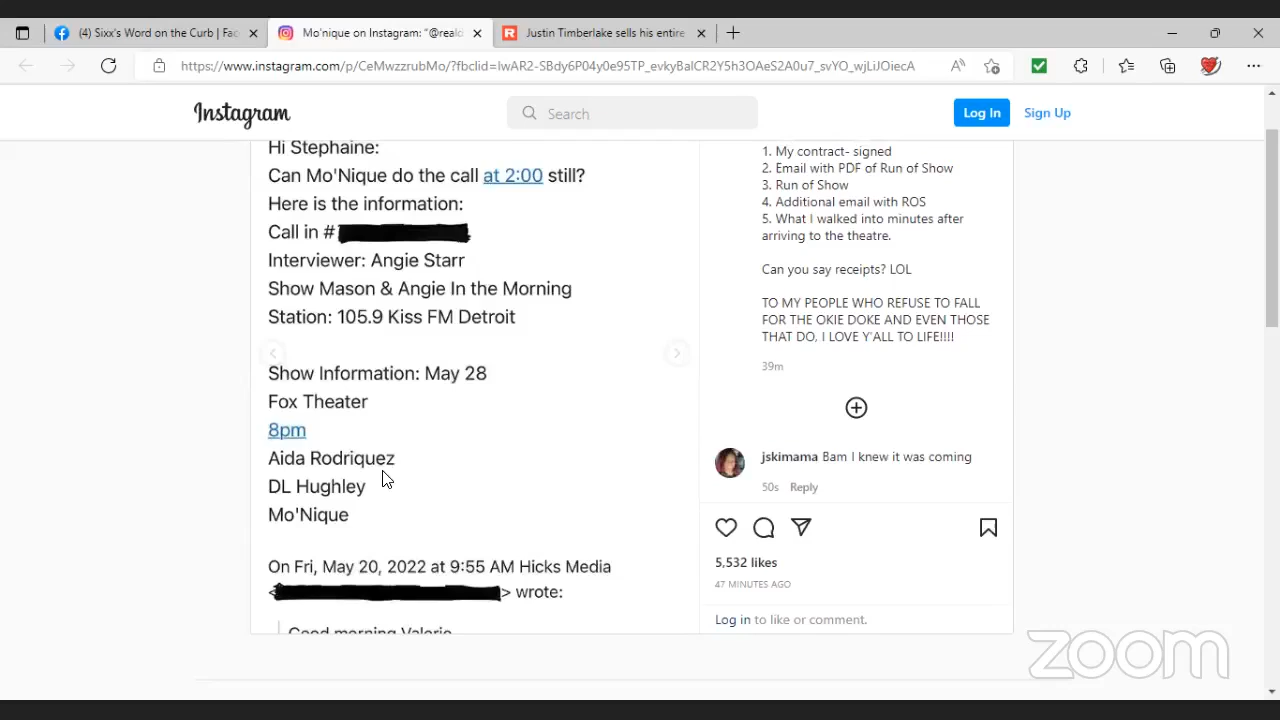 (4) Sixx's Word on the Curb | Fac
Mo'nique on Instagram: "@realc
Justin Timberlake sells his entire
https://www.instagram.com/p/CeMwzzrubMo/?fbclid=IwAR2-SBdy6P04y0e95TP_evkyBalCR2Y5h3OAeS2A0u7_svYO_wjLiJOiecA
Instagram
Search
Log In
Sign Up
Hi Stephaine:
Can Mo'Nique do the call at 2:00 still?
Here is the information:
Call in #
Interviewer: Angie Starr
Show Mason & Angie In the Morning
Station: 105.9 Kiss FM Detroit
Show Information: May 28
Fox Theater
8pm
Aida Rodriquez
DL Hughley
Mo'Nique
On Fri, May 20, 2022 at 9:55 AM Hicks Media
< > wrote:
Good morning Valerie
1. My contract- signed
2. Email with PDF of Run of Show
3. Run of Show
4. Additional email with ROS
5. What I walked into minutes after
arriving to the theatre.
Can you say receipts? LOL
TO MY PEOPLE WHO REFUSE TO FALL
FOR THE OKIE DOKE AND EVEN THOSE
THAT DO, I LOVE Y'ALL TO LIFE!!!!
39m
jskimama Bam I knew it was coming
50s Reply
5,532 likes
47 MINUTES AGO
Log in to like or comment.
zoom